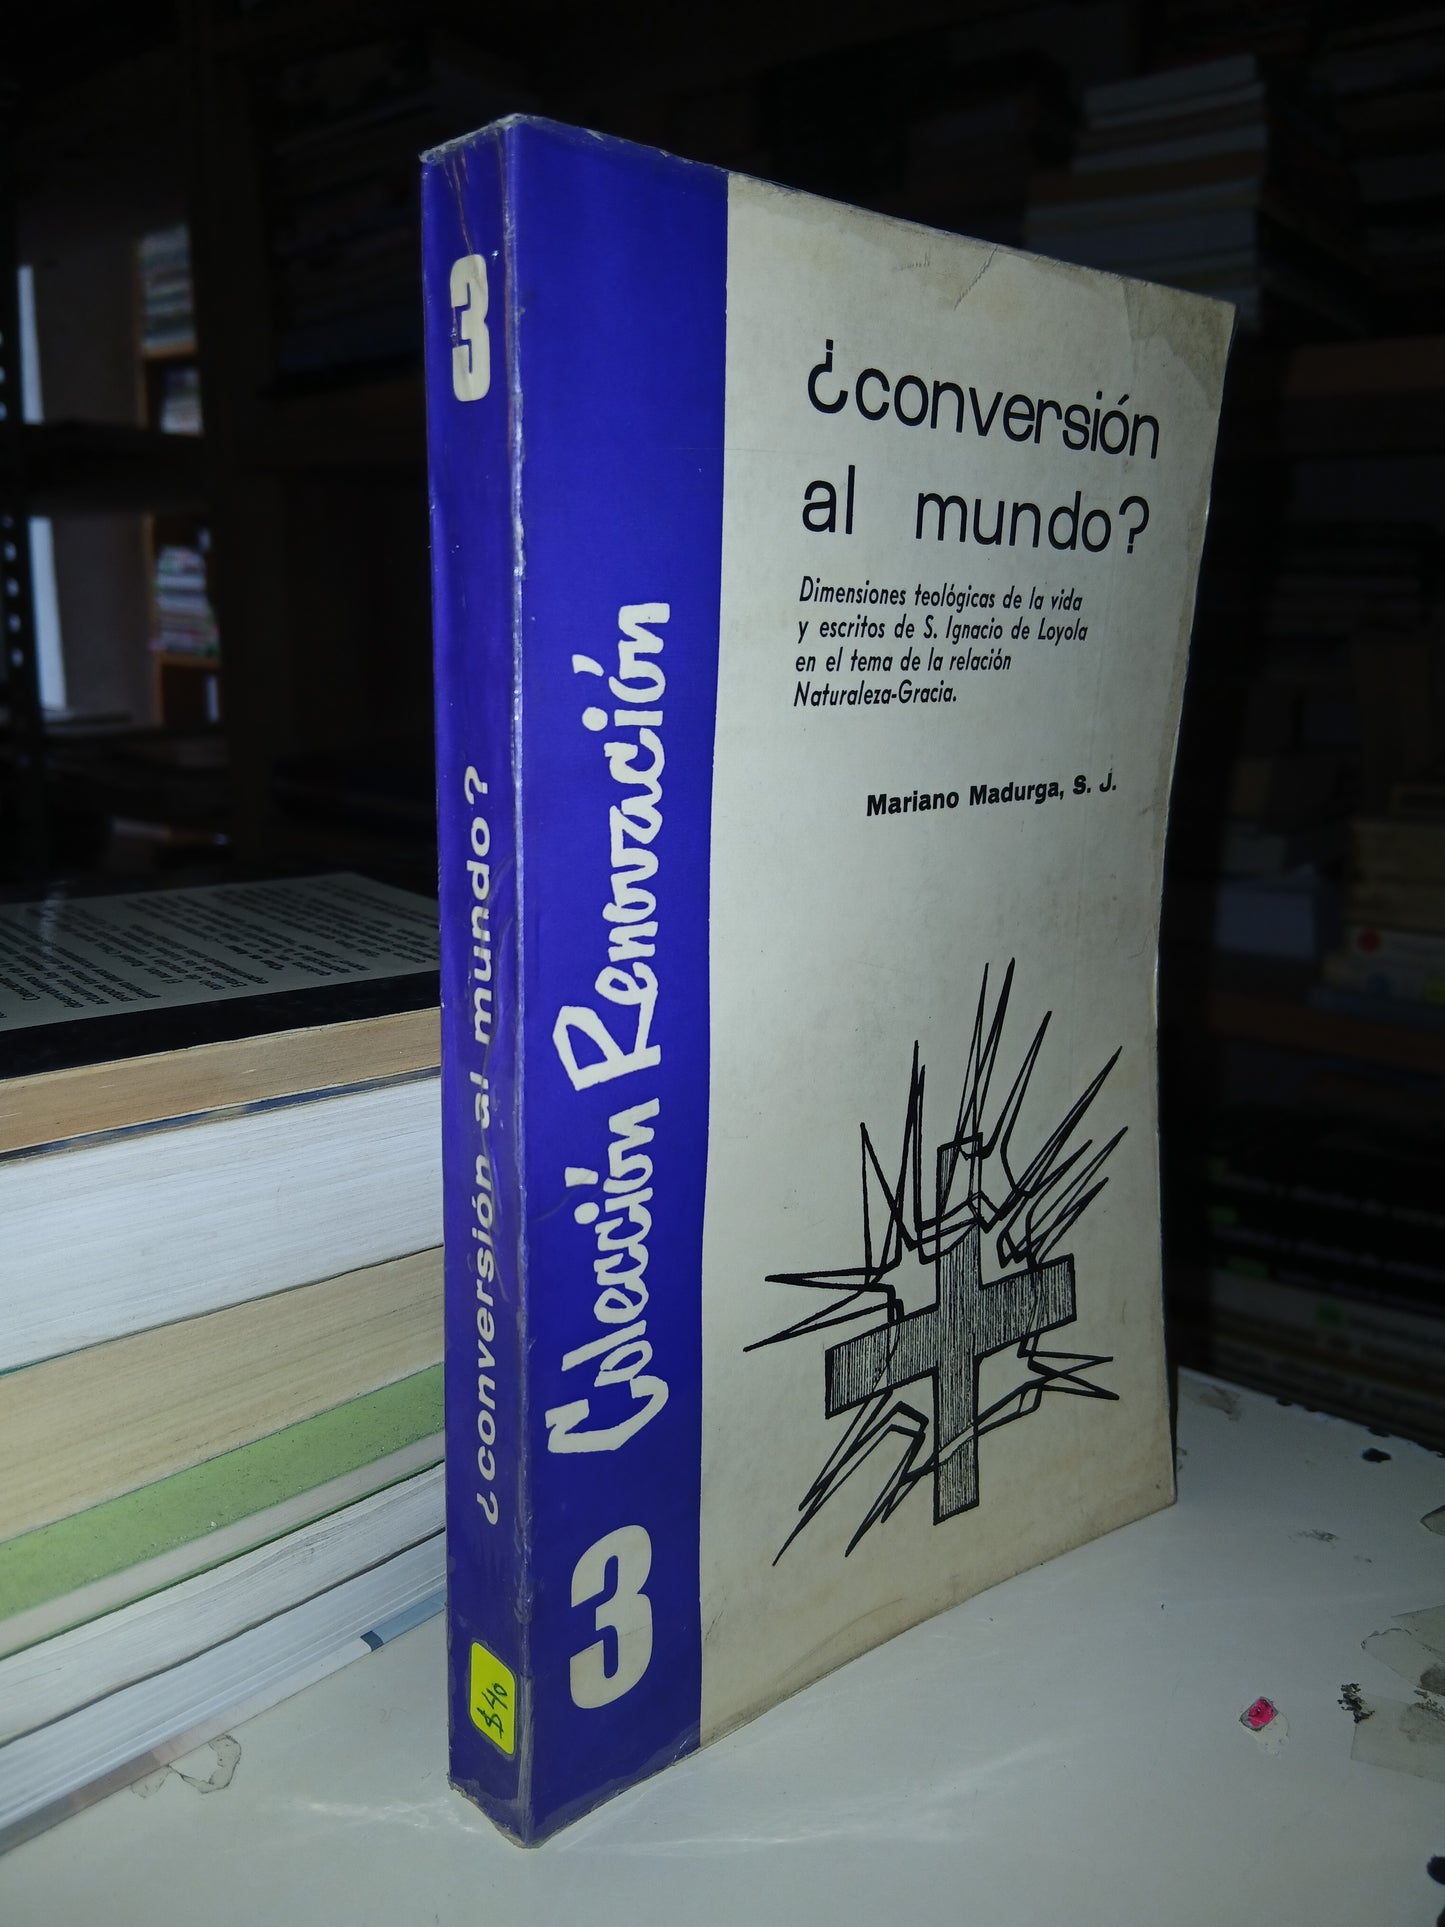 3
¿conversión al mundo?
$40
3 Colección Renovación
¿conversión
al mundo?
Dimensiones teológicas de la vida
y escritos de S. Ignacio de Loyola
en el tema de la relación
Naturaleza-Gracia.
Mariano Madurga, S. J.